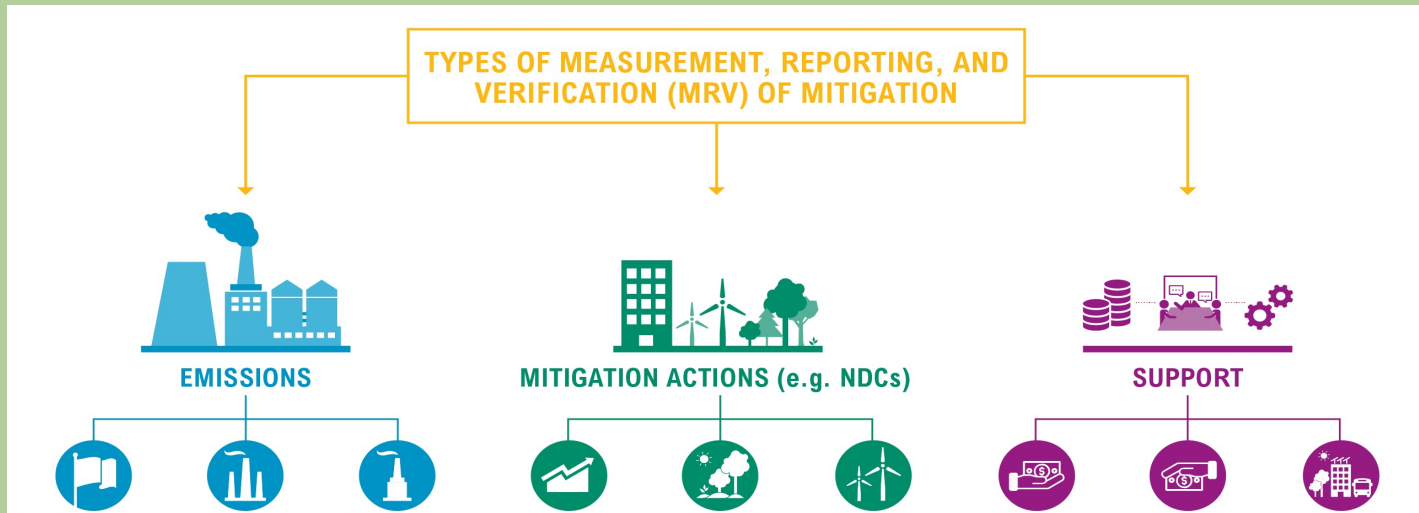 TYPES OF MEASUREMENT, REPORTING, AND
VERIFICATION (MRV) OF MITIGATION
EMISSIONS
MITIGATION ACTIONS (e.g. NDCs)
SUPPORT